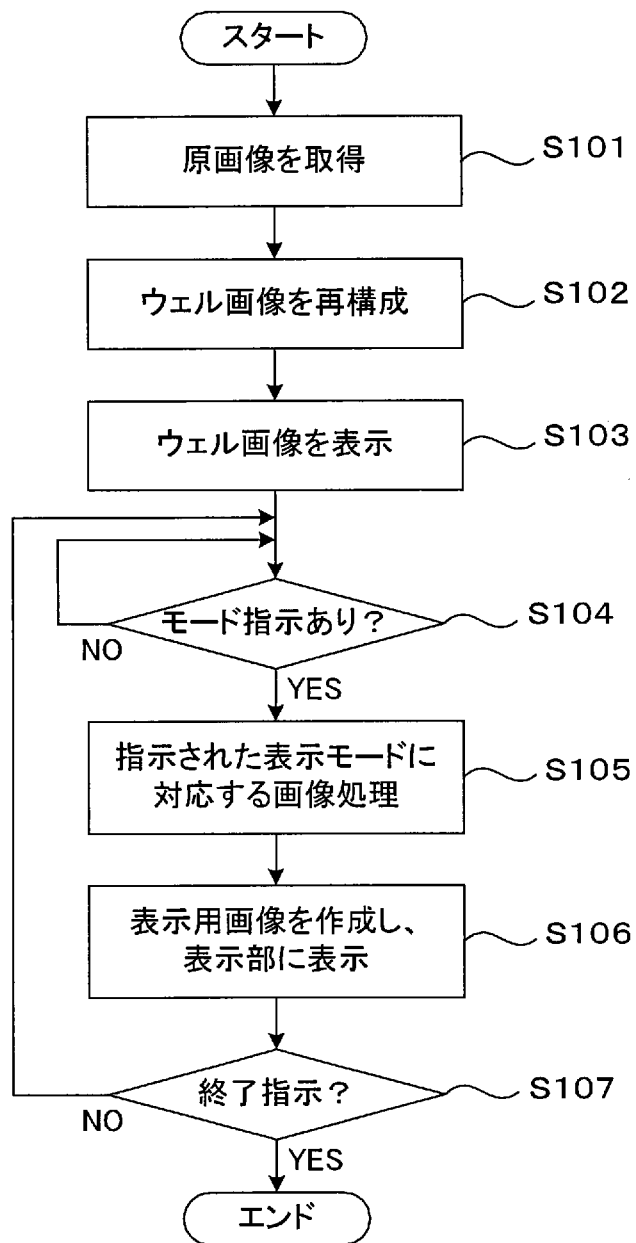 スタート
原画像を取得
S101
ウェル画像を再構成
S102
ウェル画像を表示
S103
モード指示あり?
S104
NO
YES
指示された表示モードに
対応する画像処理
S105
表示用画像を作成し、
表示部に表示
S106
終了指示?
S107
NO
YES
エンド